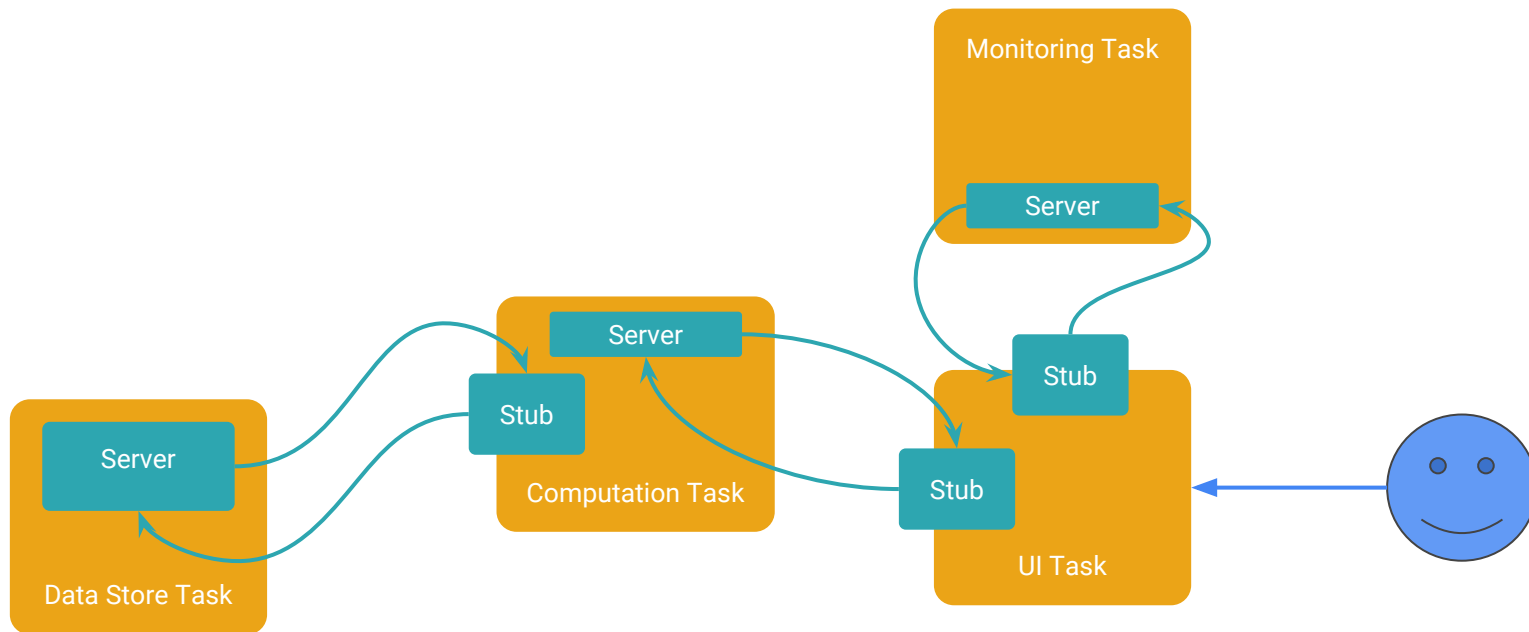 Monitoring Task
Server
Server
Stub
Stub
Server
Stub
Computation Task
UI Task
Data Store Task